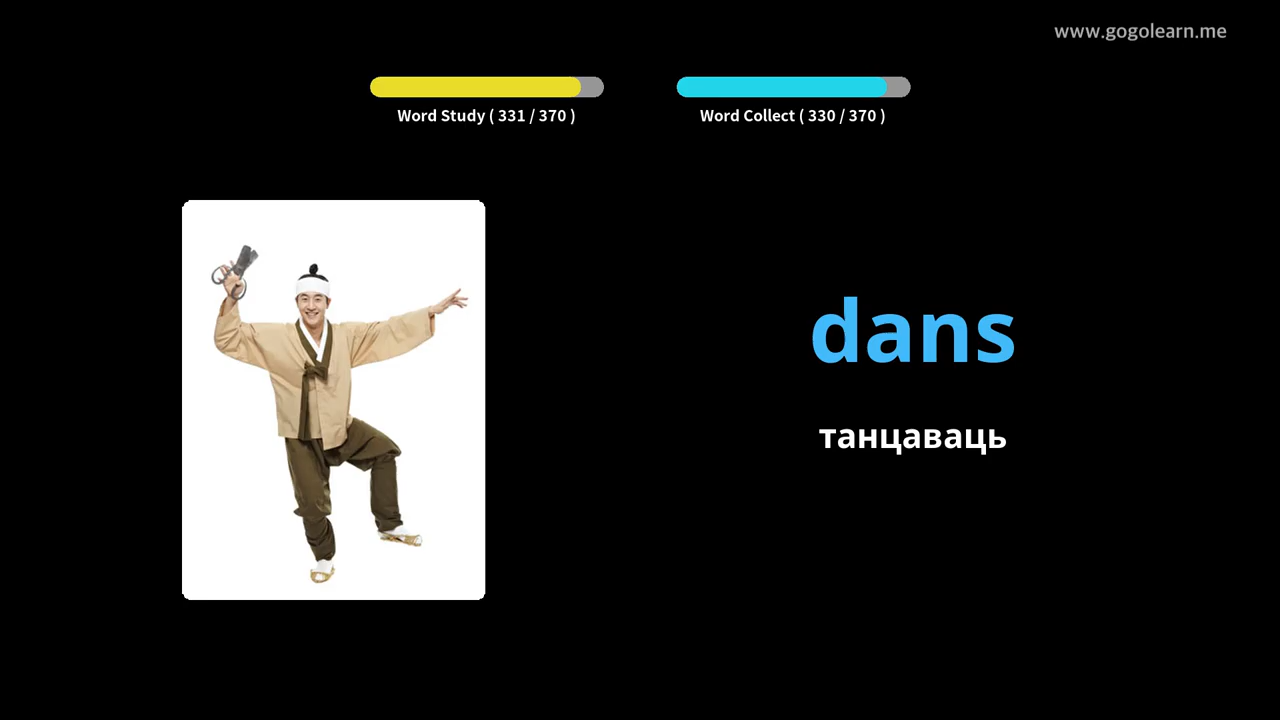 www.gogolearn.me
Word Study ( 331 / 370 )
Word Collect ( 330 / 370 )
dans
танцаваць